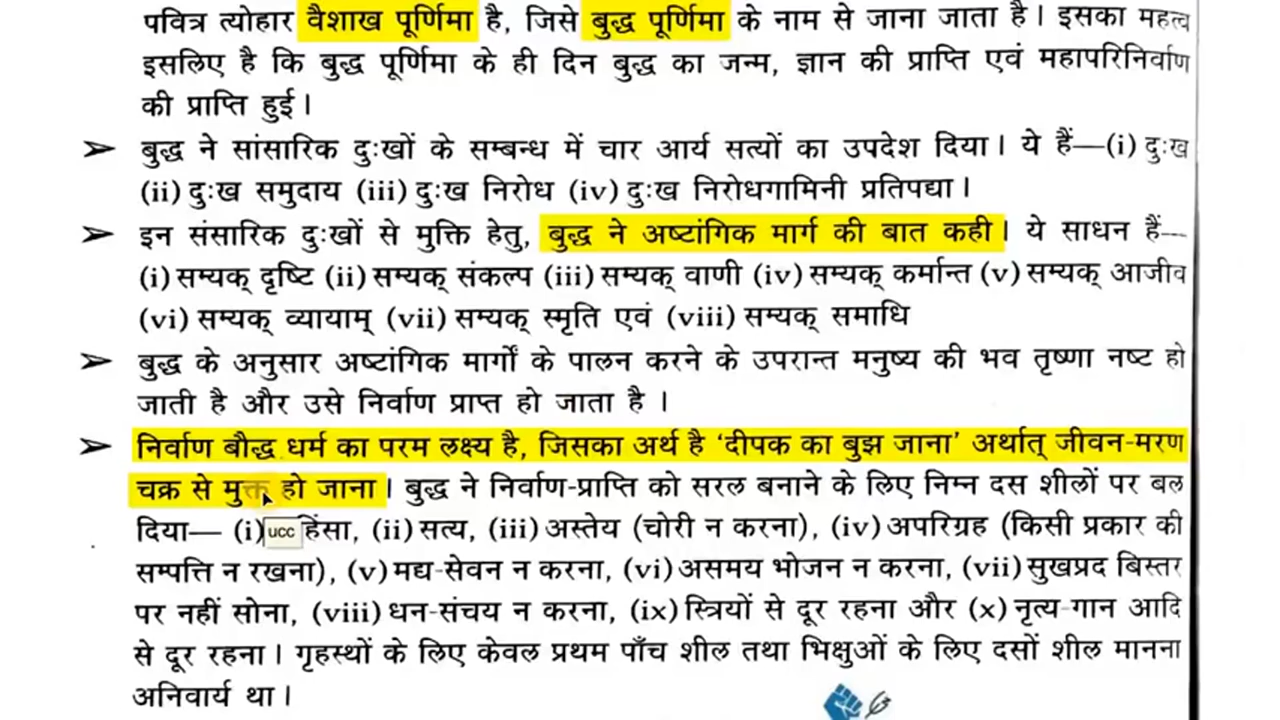 पवित्र त्योहार वैशाख पूर्णिमा है, जिसे बुद्ध पूर्णिमा के नाम से जाना जाता है। इसका महत्व
इसलिए है कि बुद्ध पूर्णिमा के ही दिन बुद्ध का जन्म, ज्ञान की प्राप्ति एवं महापरिनिर्वाण
की प्राप्ति हुई।
➢ बुद्ध ने सांसारिक दुःखों के सम्बन्ध में चार आर्य सत्यों का उपदेश दिया। ये हैं—(i) दुःख
(ii) दुःख समुदाय (iii) दुःख निरोध (iv) दुःख निरोधगामिनी प्रतिपद्या।
➢ इन संसारिक दुःखों से मुक्ति हेतु, बुद्ध ने अष्टांगिक मार्ग की बात कही। ये साधन हैं—
(i) सम्यक् दृष्टि (ii) सम्यक् संकल्प (iii) सम्यक् वाणी (iv) सम्यक् कर्मान्त (v) सम्यक् आजीव
(vi) सम्यक् व्यायाम् (vii) सम्यक् स्मृति एवं (viii) सम्यक् समाधि
➢ बुद्ध के अनुसार अष्टांगिक मार्गों के पालन करने के उपरान्त मनुष्य की भव तृष्णा नष्ट हो
जाती है और उसे निर्वाण प्राप्त हो जाता है ।
➢ निर्वाण बौद्ध धर्म का परम लक्ष्य है, जिसका अर्थ है ‘दीपक का बुझ जाना’ अर्थात् जीवन-मरण
चक्र से मुक्त हो जाना। बुद्ध ने निर्वाण-प्राप्ति को सरल बनाने के लिए निम्न दस शीलों पर बल
दिया— (i) ucc हिंसा, (ii) सत्य, (iii) अस्तेय (चोरी न करना), (iv) अपरिग्रह (किसी प्रकार की
सम्पत्ति न रखना), (v) मद्य-सेवन न करना, (vi) असमय भोजन न करना, (vii) सुखप्रद बिस्तर
पर नहीं सोना, (viii) धन-संचय न करना, (ix) स्त्रियों से दूर रहना और (x) नृत्य-गान आदि
से दूर रहना। गृहस्थों के लिए केवल प्रथम पाँच शील तथा भिक्षुओं के लिए दसों शील मानना
अनिवार्य था।